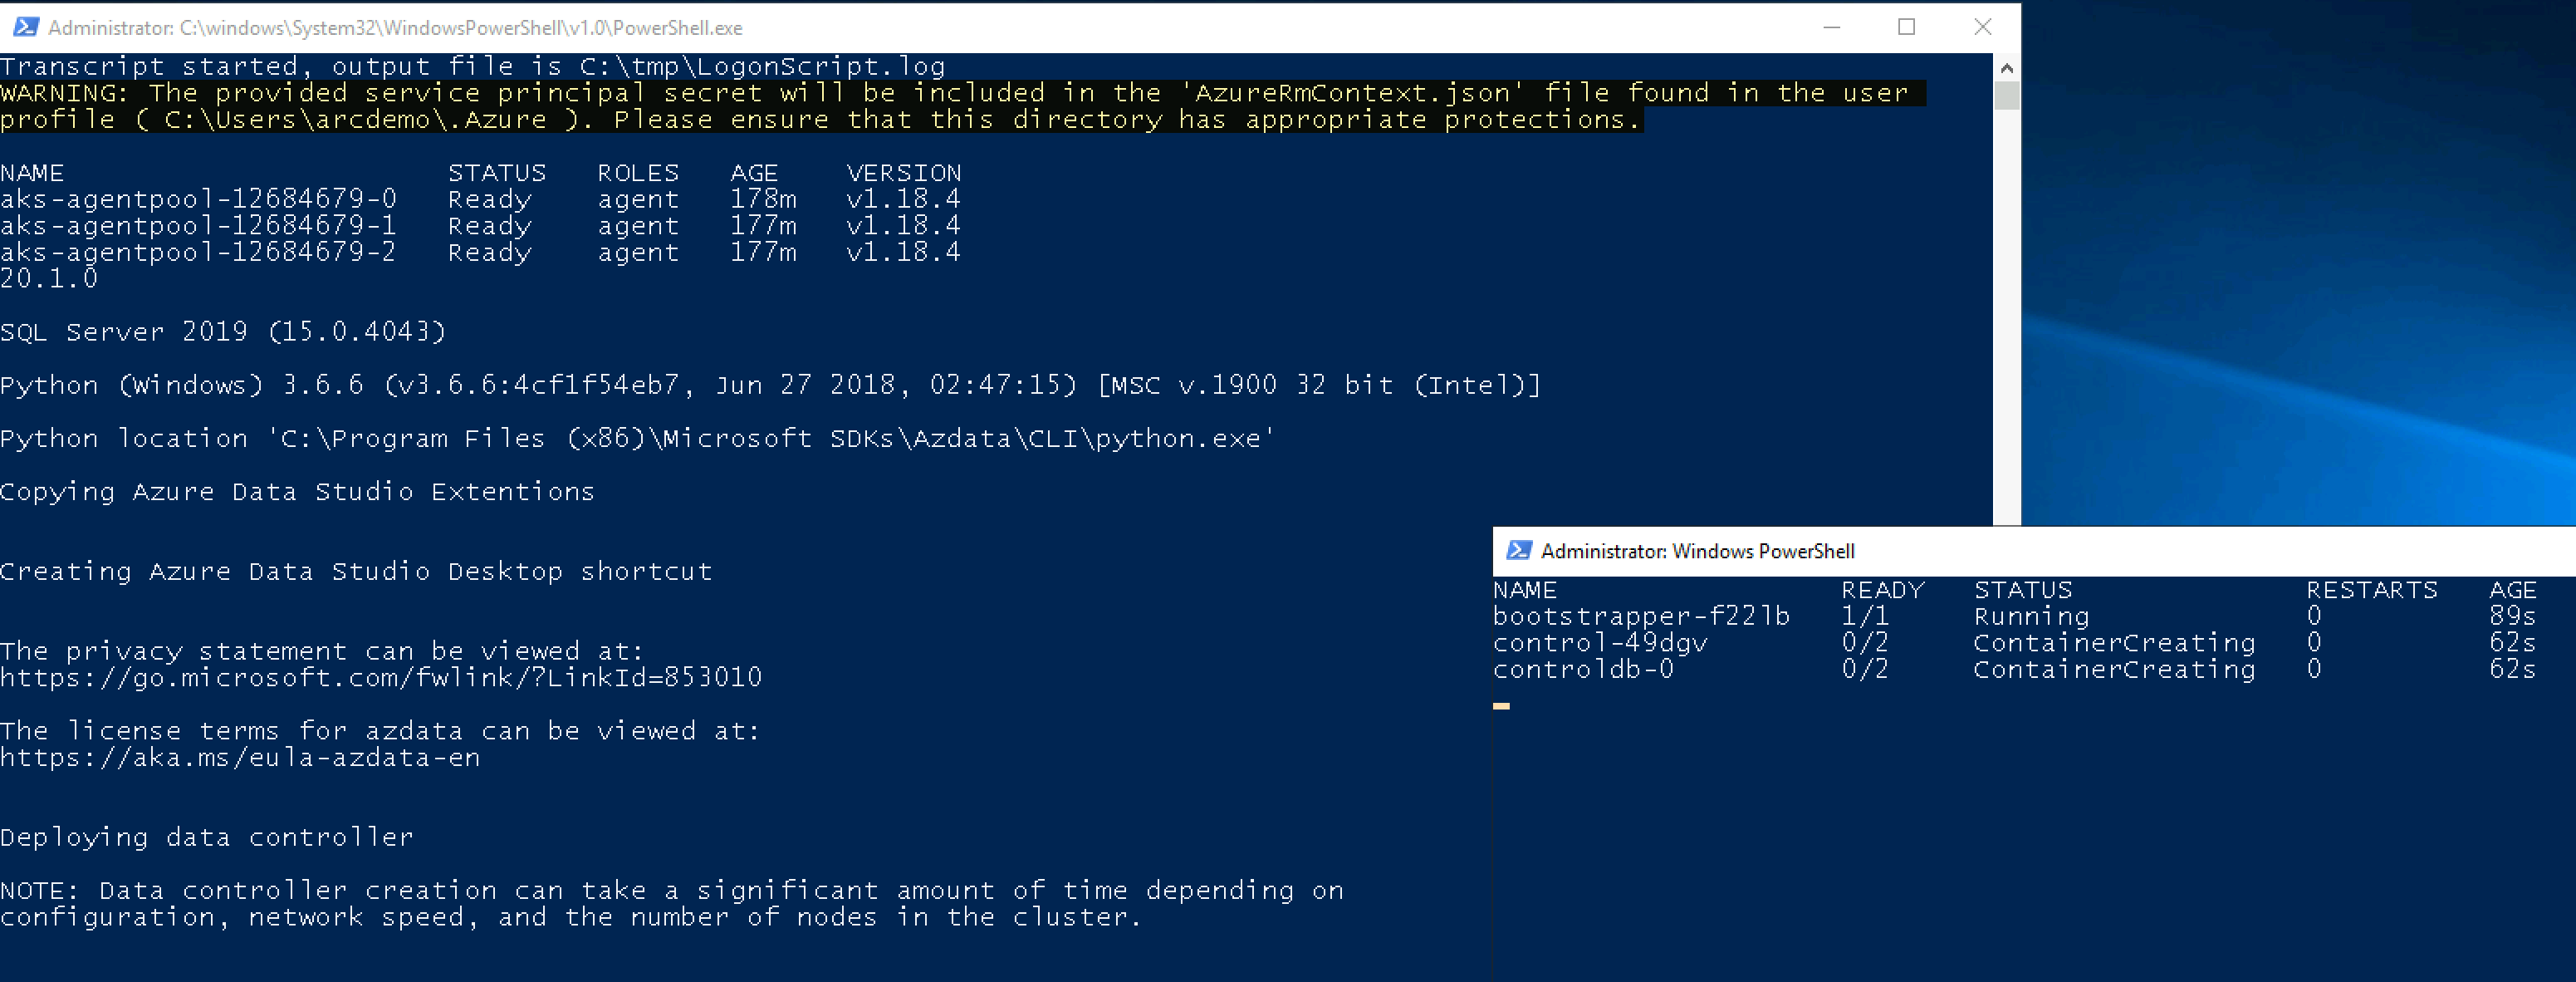 Administrator: C:\windows\System32\WindowsPowerShell\v1.0\PowerShell.exe
Transcript started, output file is C:\tmp\LogonScript.log
WARNING: The provided service principal secret will be included in the 'AzureRmContext.json' file found in the user
profile ( C:\Users\arcdemo\.Azure ). Please ensure that this directory has appropriate protections.
NAME STATUS ROLES AGE VERSION
aks-agentpool-12684679-0 Ready agent 178m v1.18.4
aks-agentpool-12684679-1 Ready agent 177m v1.18.4
aks-agentpool-12684679-2 Ready agent 177m v1.18.4
20.1.0
SQL Server 2019 (15.0.4043)
Python (Windows) 3.6.6 (v3.6.6:4cf1f54eb7, Jun 27 2018, 02:47:15) [MSC v.1900 32 bit (Intel)]
Python location 'C:\Program Files (x86)\Microsoft SDKs\Azdata\CLI\python.exe'
Copying Azure Data Studio Extentions
Creating Azure Data Studio Desktop shortcut
The privacy statement can be viewed at:
https://go.microsoft.com/fwlink/?LinkId=853010
The license terms for azdata can be viewed at:
https://aka.ms/eula-azdata-en
Deploying data controller
NOTE: Data controller creation can take a significant amount of time depending on
configuration, network speed, and the number of nodes in the cluster.
Administrator: Windows PowerShell
NAME READY STATUS RESTARTS AGE
bootstrapper-f22lb 1/1 Running 0 89s
control-49dgv 0/2 ContainerCreating 0 62s
controldb-0 0/2 ContainerCreating 0 62s